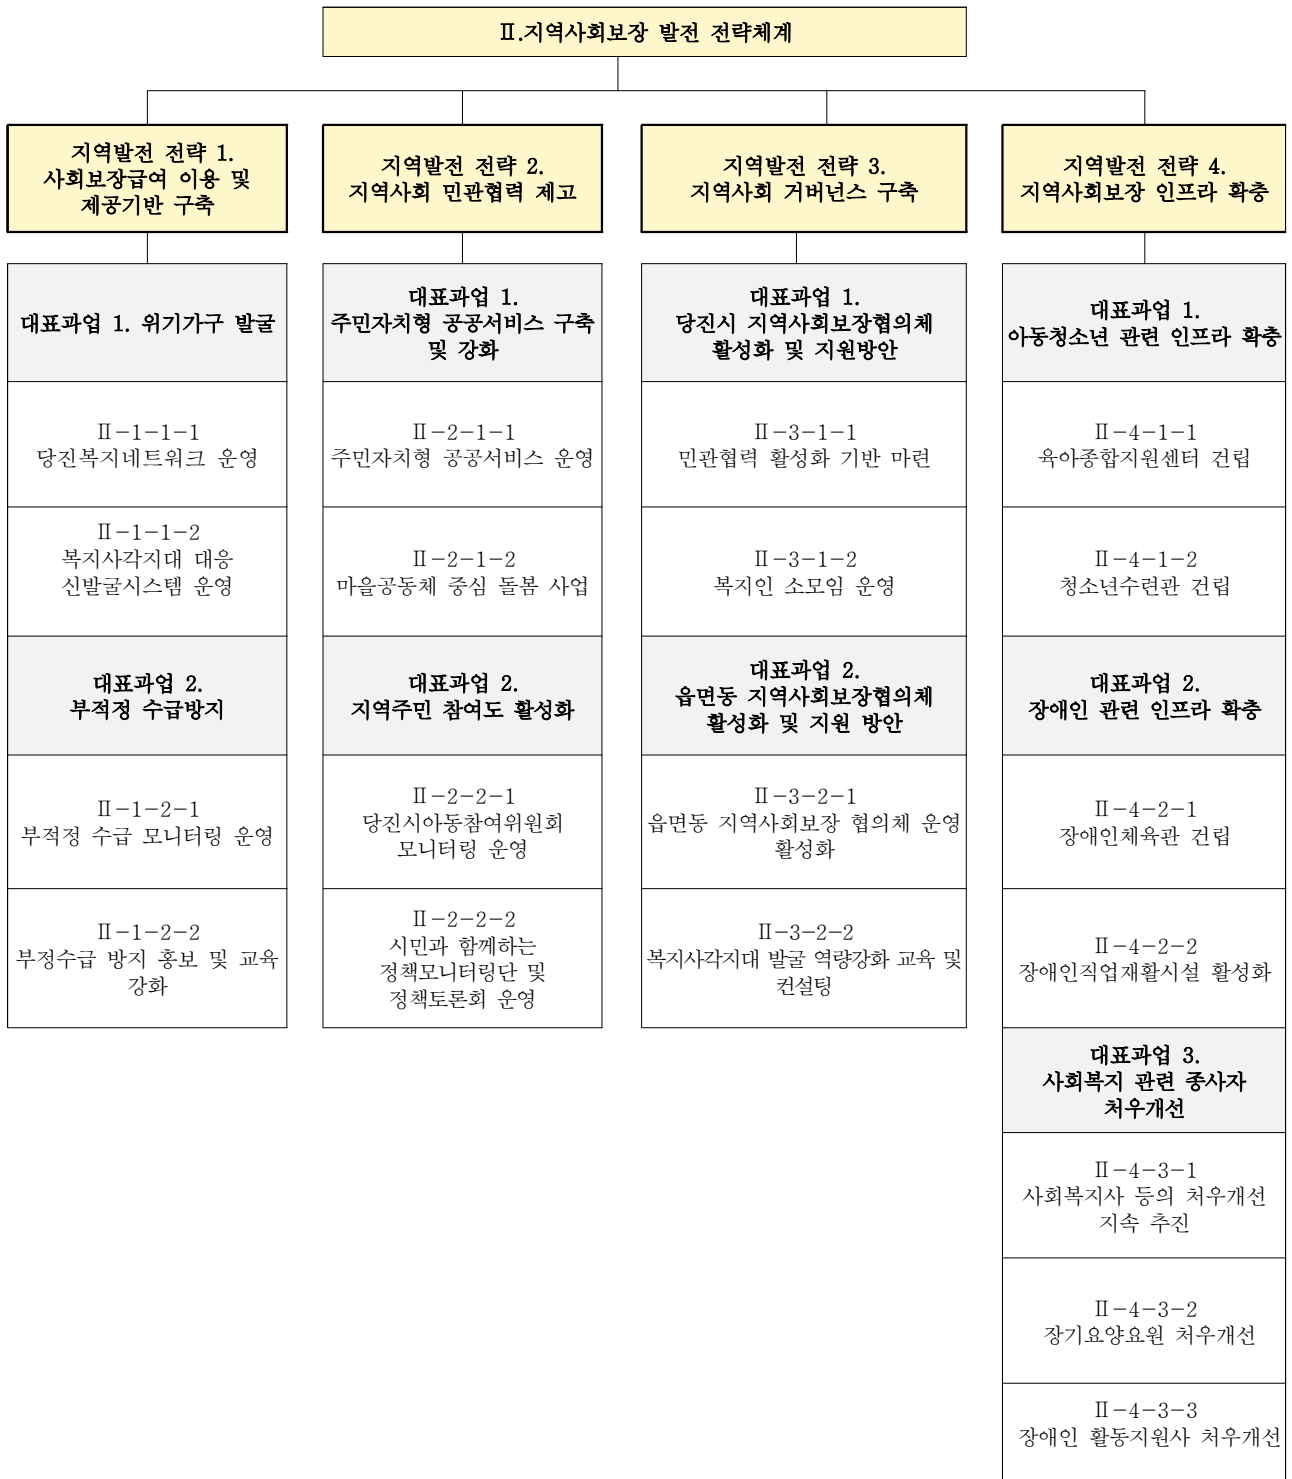 Ⅱ.지역사회보장 발전 전략체계
지역발전 전략 1.
사회보장급여 이용 및
제공기반 구축
대표과업 1. 위기가구 발굴
Ⅱ-1-1-1
당진복지네트워크 운영
Ⅱ-1-1-2
복지사각지대 대응
신발굴시스템 운영
대표과업 2.
부적정 수급방지
Ⅱ-1-2-1
부적정 수급 모니터링 운영
Ⅱ-1-2-2
부정수급 방지 홍보 및 교육
강화
지역발전 전략 2.
지역사회 민관협력 제고
대표과업 1.
주민자치형 공공서비스 구축
및 강화
Ⅱ-2-1-1
주민자치형 공공서비스 운영
Ⅱ-2-1-2
마을공동체 중심 돌봄 사업
대표과업 2.
지역주민 참여도 활성화
Ⅱ-2-2-1
당진시아동참여위원회
모니터링 운영
Ⅱ-2-2-2
시민과 함께하는
정책모니터링단 및
정책토론회 운영
지역발전 전략 3.
지역사회 거버넌스 구축
대표과업 1.
당진시 지역사회보장협의체
활성화 및 지원방안
Ⅱ-3-1-1
민관협력 활성화 기반 마련
Ⅱ-3-1-2
복지인 소모임 운영
대표과업 2.
읍면동 지역사회보장협의체
활성화 및 지원 방안
Ⅱ-3-2-1
읍면동 지역사회보장 협의체 운영
활성화
Ⅱ-3-2-2
복지사각지대 발굴 역량강화 교육 및
컨설팅
지역발전 전략 4.
지역사회보장 인프라 확충
대표과업 1.
아동청소년 관련 인프라 확충
Ⅱ-4-1-1
육아종합지원센터 건립
Ⅱ-4-1-2
청소년수련관 건립
대표과업 2.
장애인 관련 인프라 확충
Ⅱ-4-2-1
장애인체육관 건립
Ⅱ-4-2-2
장애인직업재활시설 활성화
대표과업 3.
사회복지 관련 종사자
처우개선
Ⅱ-4-3-1
사회복지사 등의 처우개선
지속 추진
Ⅱ-4-3-2
장기요양요원 처우개선
Ⅱ-4-3-3
장애인 활동지원사 처우개선